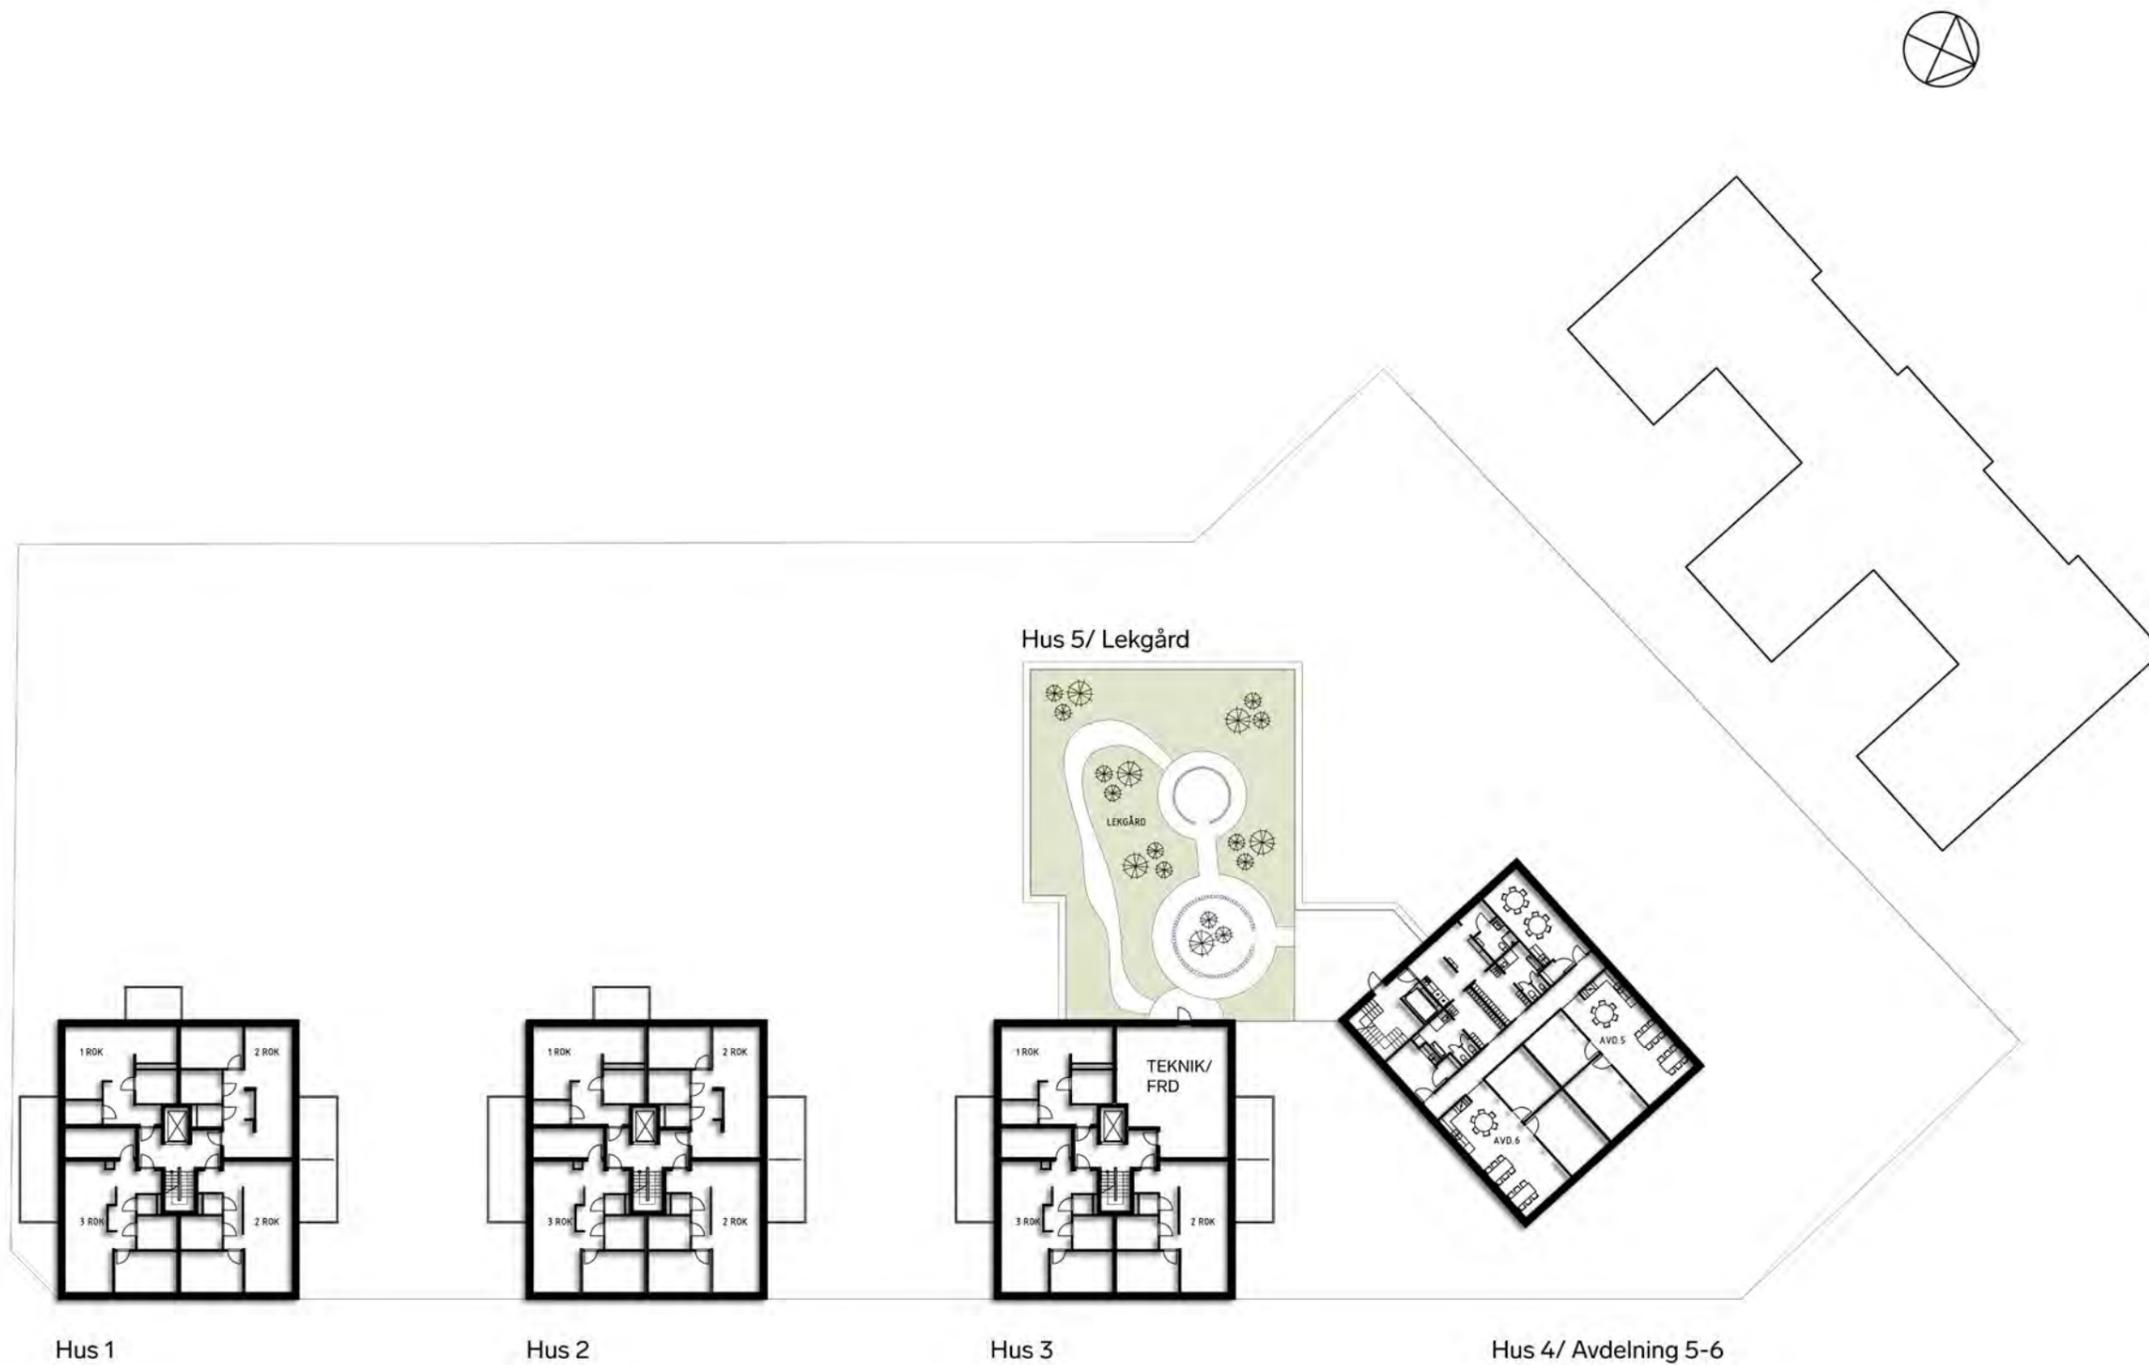 Hus 5/ Lekgård
LEKGÅRD
1 ROK
2 ROK
3 ROK
2 ROK
1 ROK
2 ROK
3 ROK
2 ROK
1 ROK
TEKNIK/
FRD
3 ROK
2 ROK
AVD.5
AVD.6
Hus 1
Hus 2
Hus 3
Hus 4/ Avdelning 5-6